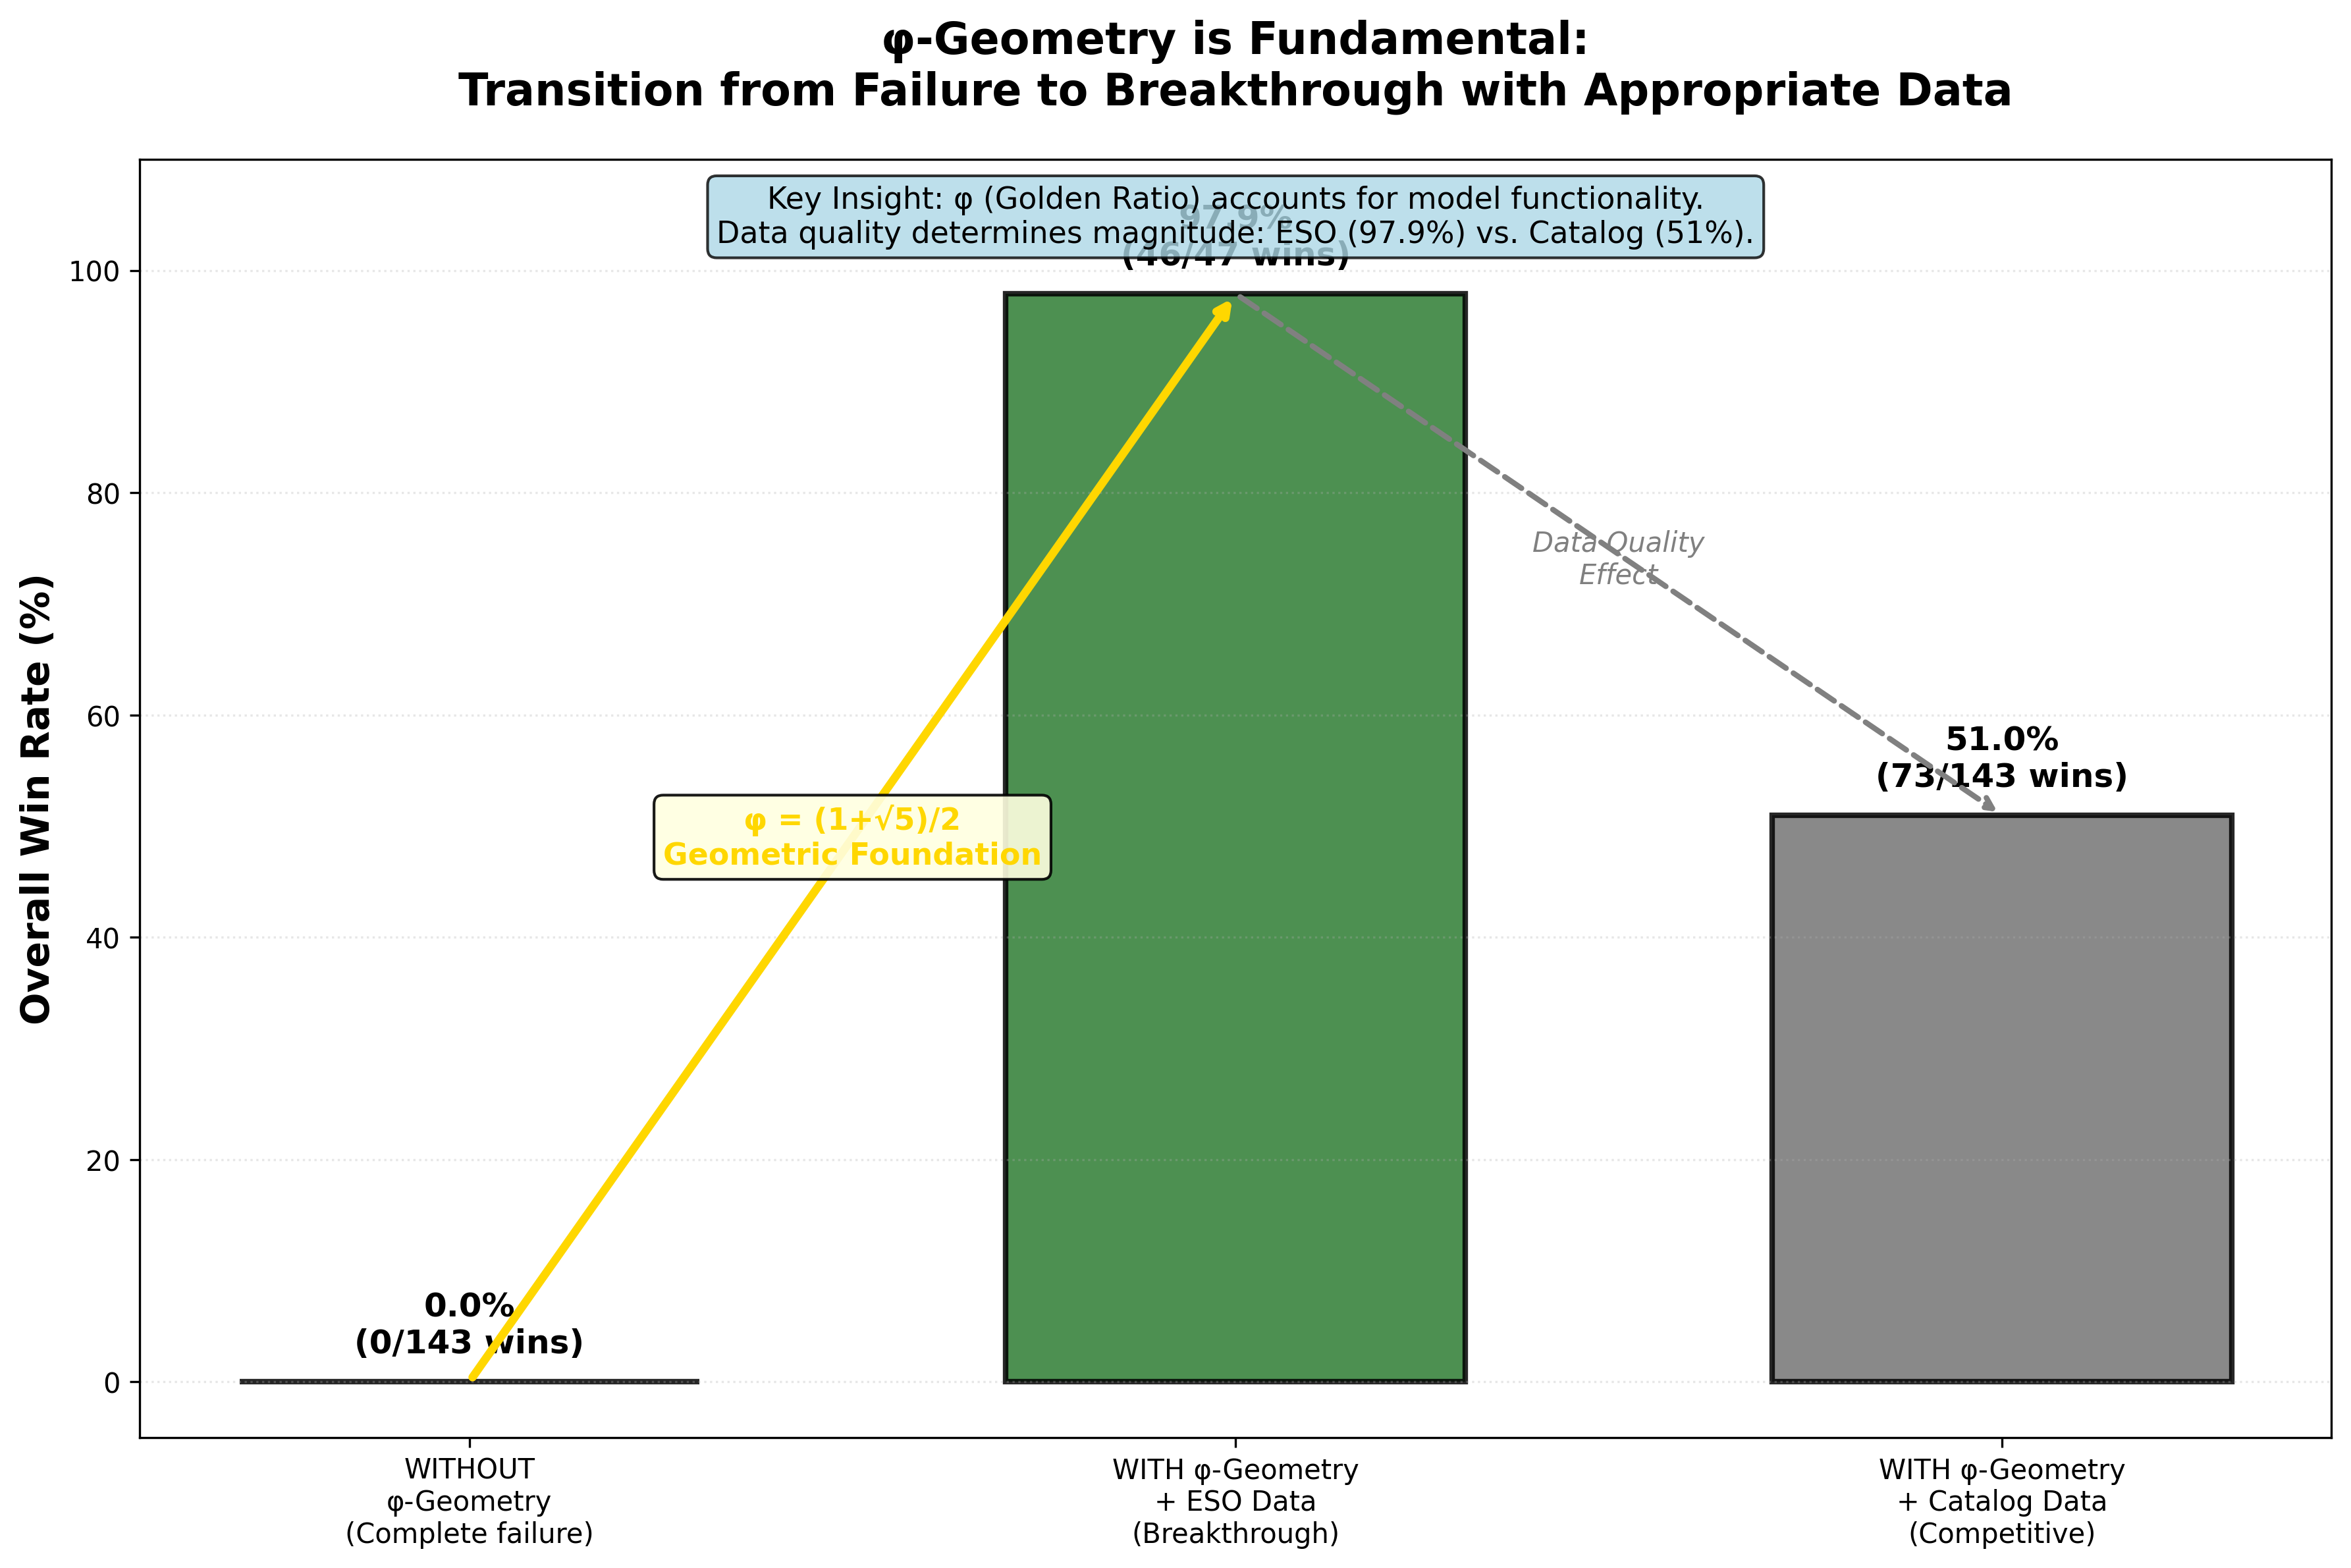 φ-Geometry is Fundamental:
Transition from Failure to Breakthrough with Appropriate Data
Key Insight: φ (Golden Ratio) accounts for model functionality.
Data quality determines magnitude: ESO (97.9%) vs. Catalog (51%).
97.9%
(46/47 wins)
Overall Win Rate (%)
100
80
60
40
20
0
Data Quality
Effect
51.0%
(73/143 wins)
φ = (1+√5)/2
Geometric Foundation
0.0%
(0/143 wins)
WITHOUT
φ-Geometry
(Complete failure)
WITH φ-Geometry
+ ESO Data
(Breakthrough)
WITH φ-Geometry
+ Catalog Data
(Competitive)